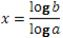 x = log b / log a